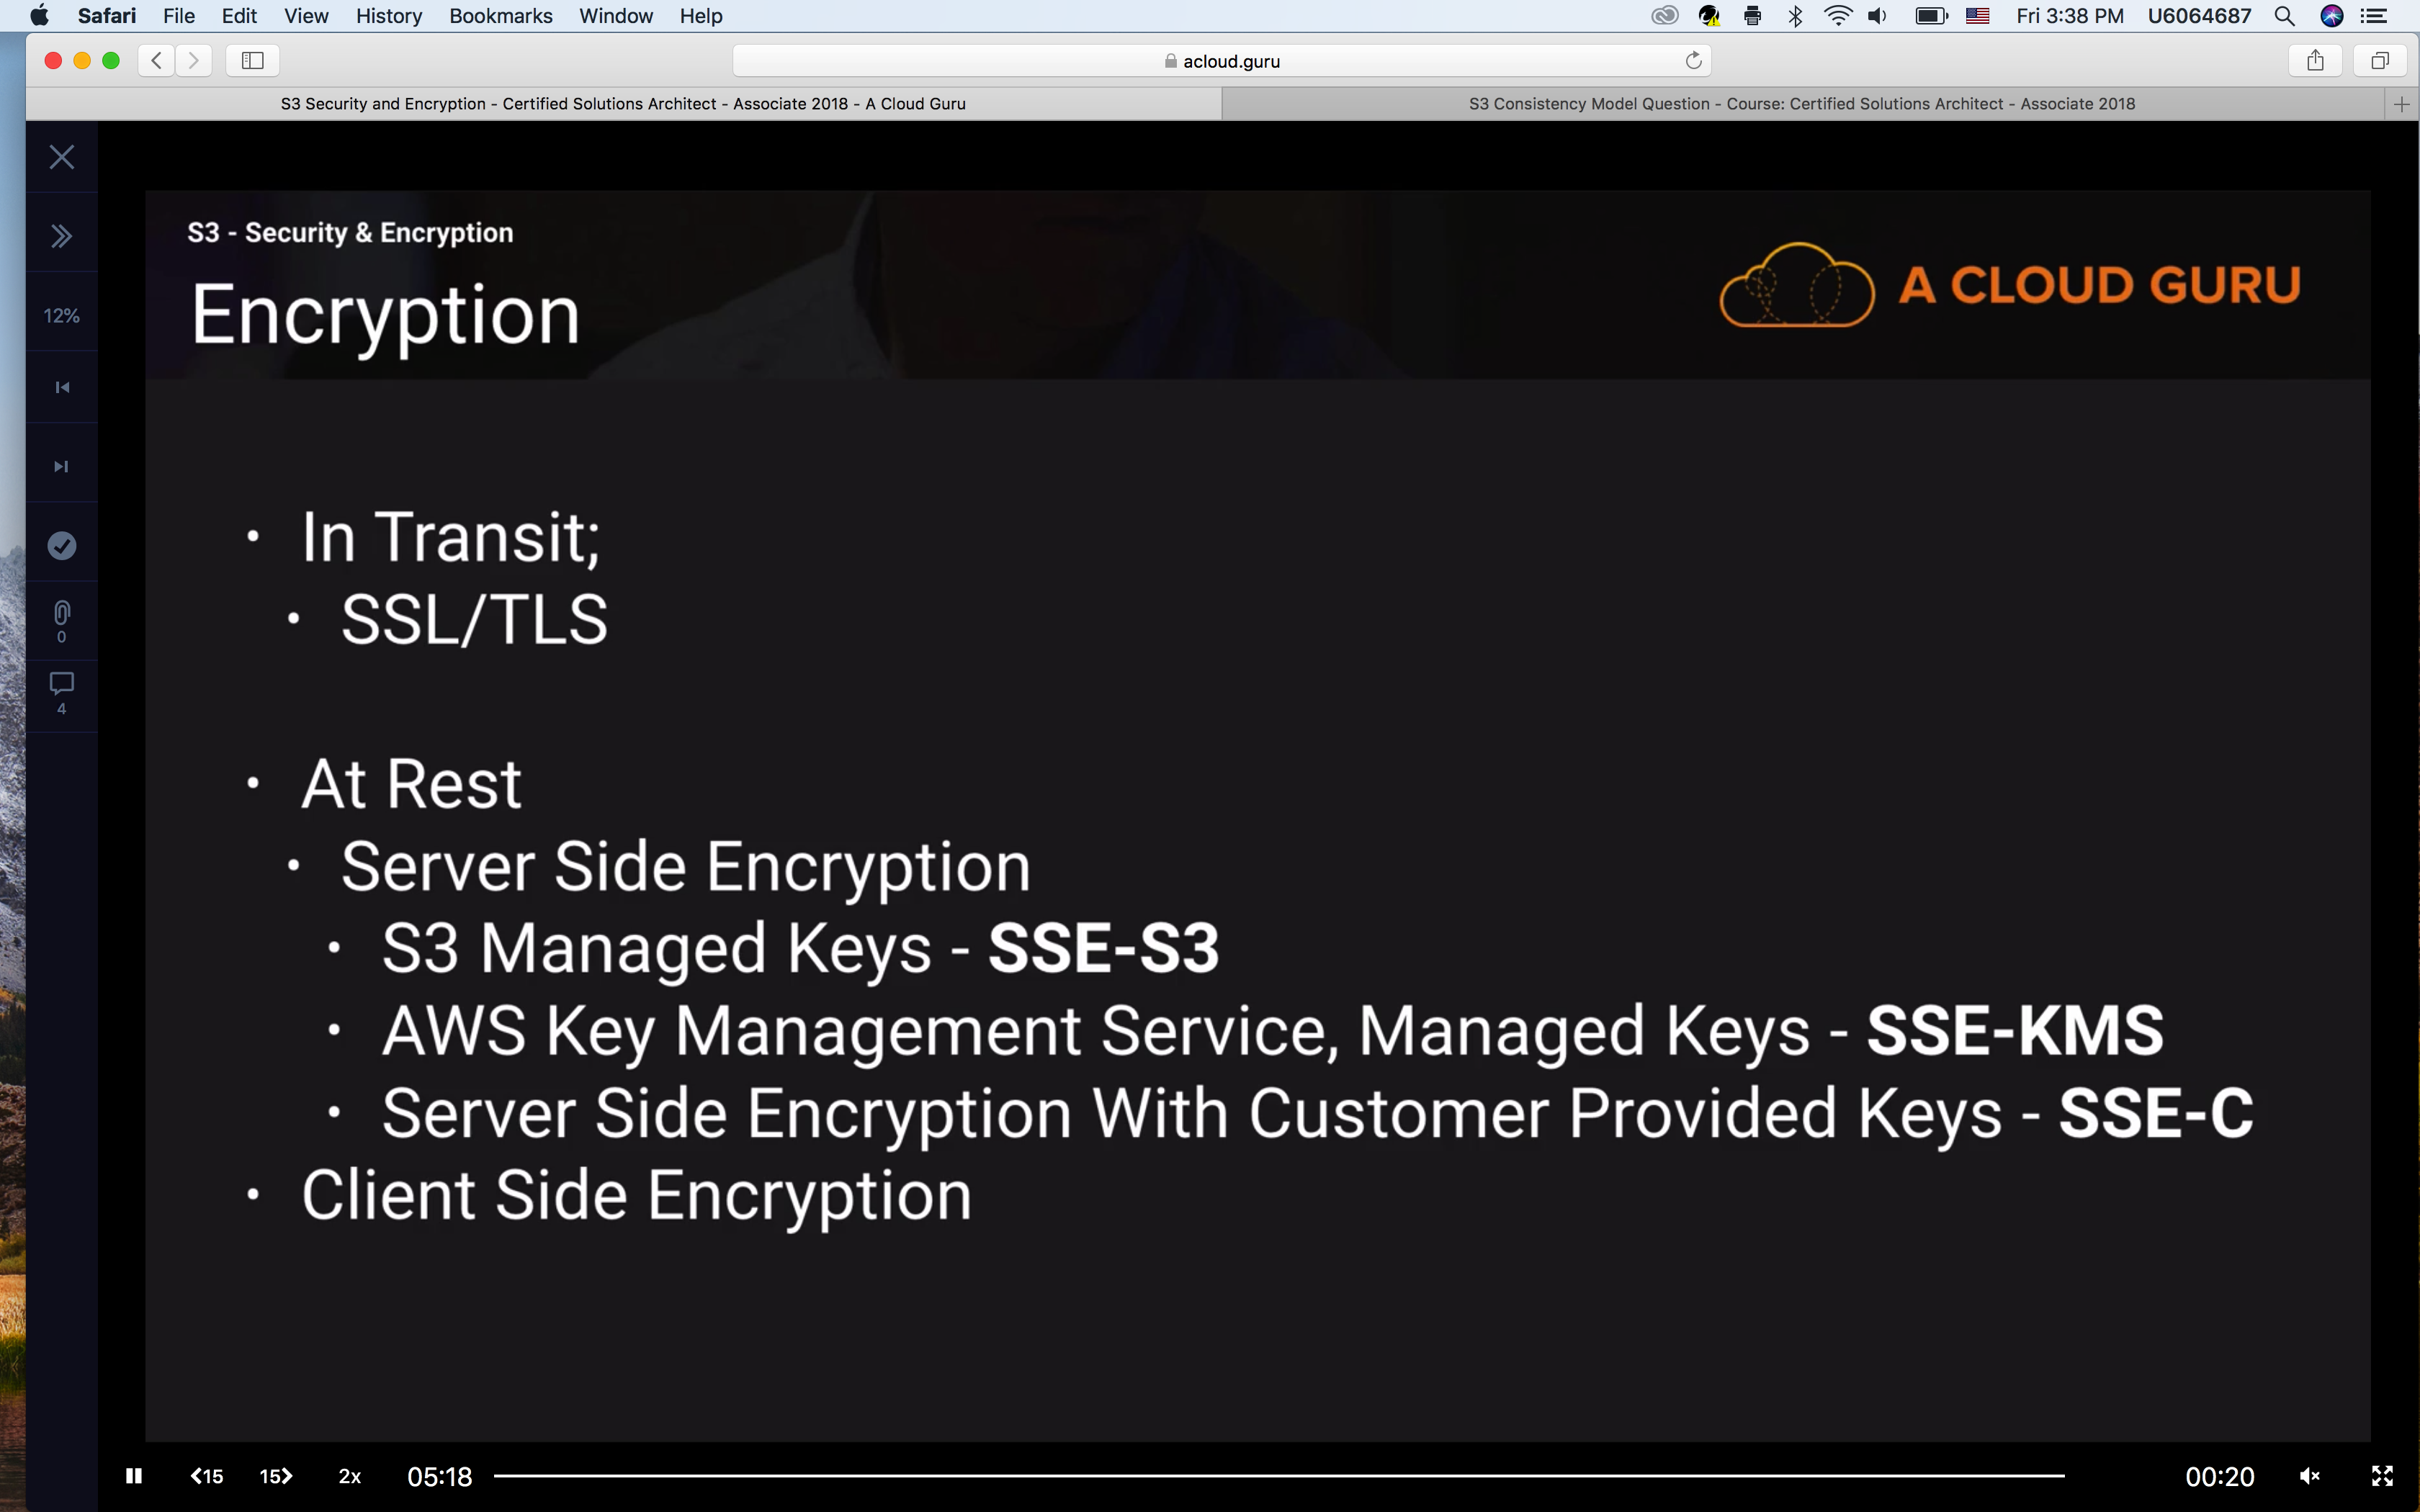 Safari File Edit View History Bookmarks Window Help Fri 3:38 PM U6064687
acloud.guru
S3 Security and Encryption - Certified Solutions Architect - Associate 2018 - A Cloud Guru
S3 Consistency Model Question - Course: Certified Solutions Architect - Associate 2018
12%
0
4
S3 - Security & Encryption
Encryption
A CLOUD GURU
• In Transit;
• SSL/TLS
• At Rest
• Server Side Encryption
• S3 Managed Keys - SSE-S3
• AWS Key Management Service, Managed Keys - SSE-KMS
• Server Side Encryption With Customer Provided Keys - SSE-C
• Client Side Encryption
15 15 2x 05:18 00:20